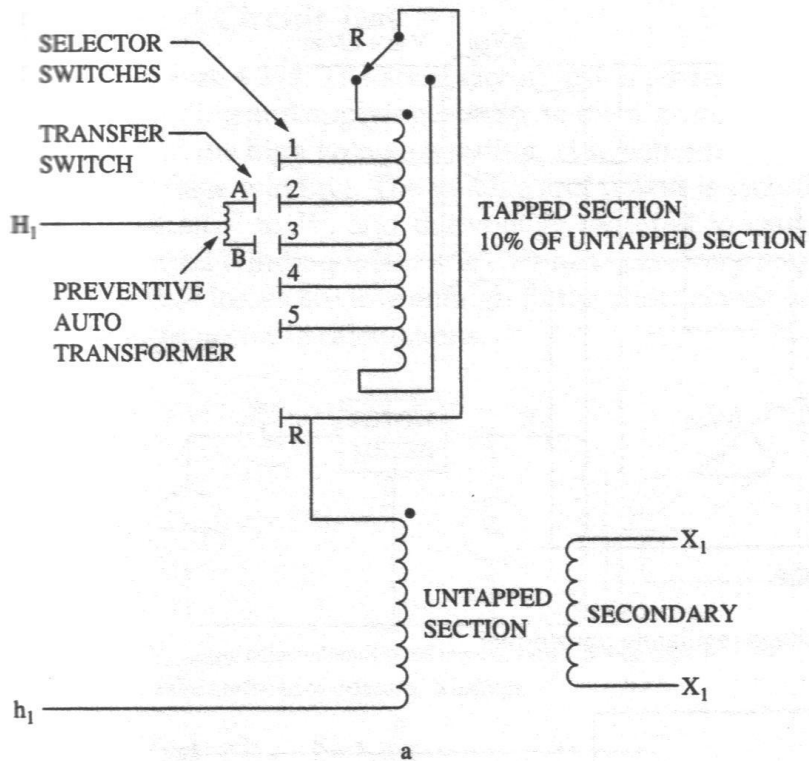 R
SELECTOR
SWITCHES
TRANSFER
SWITCH
1
A
2
H₁
3
B
4
5
TAPPED SECTION
10% OF UNTAPPED SECTION
PREVENTIVE
AUTO
TRANSFORMER
R
X₁
UNTAPPED
SECTION
SECONDARY
X₁
h₁
a